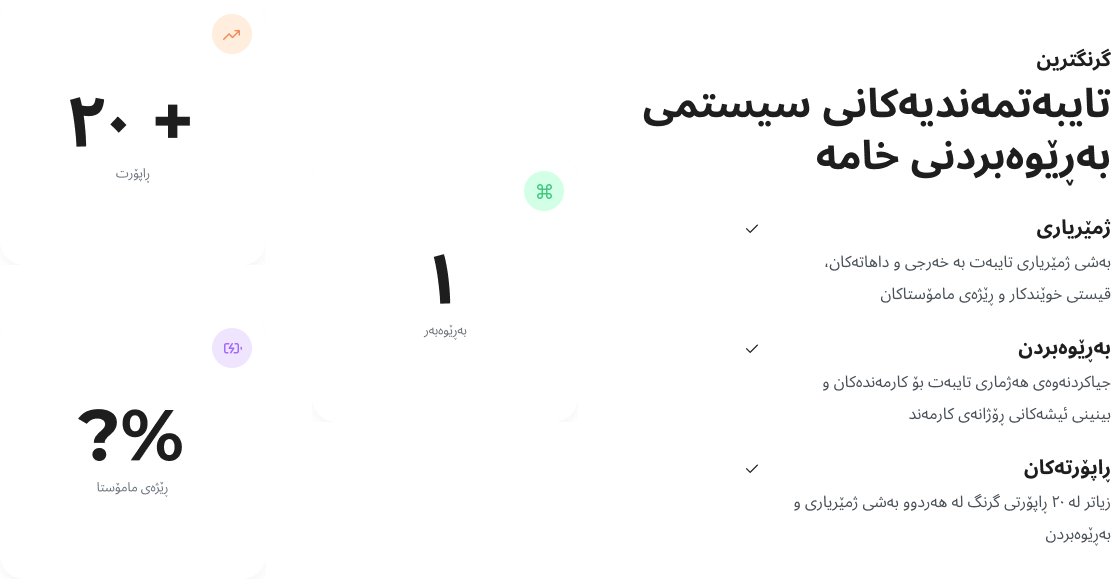 گرنگترین
تایبەتمەندیەکانی سیستمی
بەڕێوەبردنی خامە
ژمێریاری
بەشی ژمێریاری تایبەت بە خەرجی و داهاتەکان،
قیستی خوێندکار و ڕێژەی مامۆستاکان
بەڕێوەبردن
جیاکردنەوەی هەژماری تایبەت بۆ کارمەندەکان و
بینینی ئیشەکانی ڕۆژانەی کارمەند
ڕاپۆرتەکان
زیاتر لە ٢٠ ڕاپۆرتی گرنگ لە هەردوو بەشی ژمێریاری و
بەڕێوەبردن
١
بەڕێوەبەر
+ ٢٠
ڕاپۆرت
%?
ڕێژەی مامۆستا